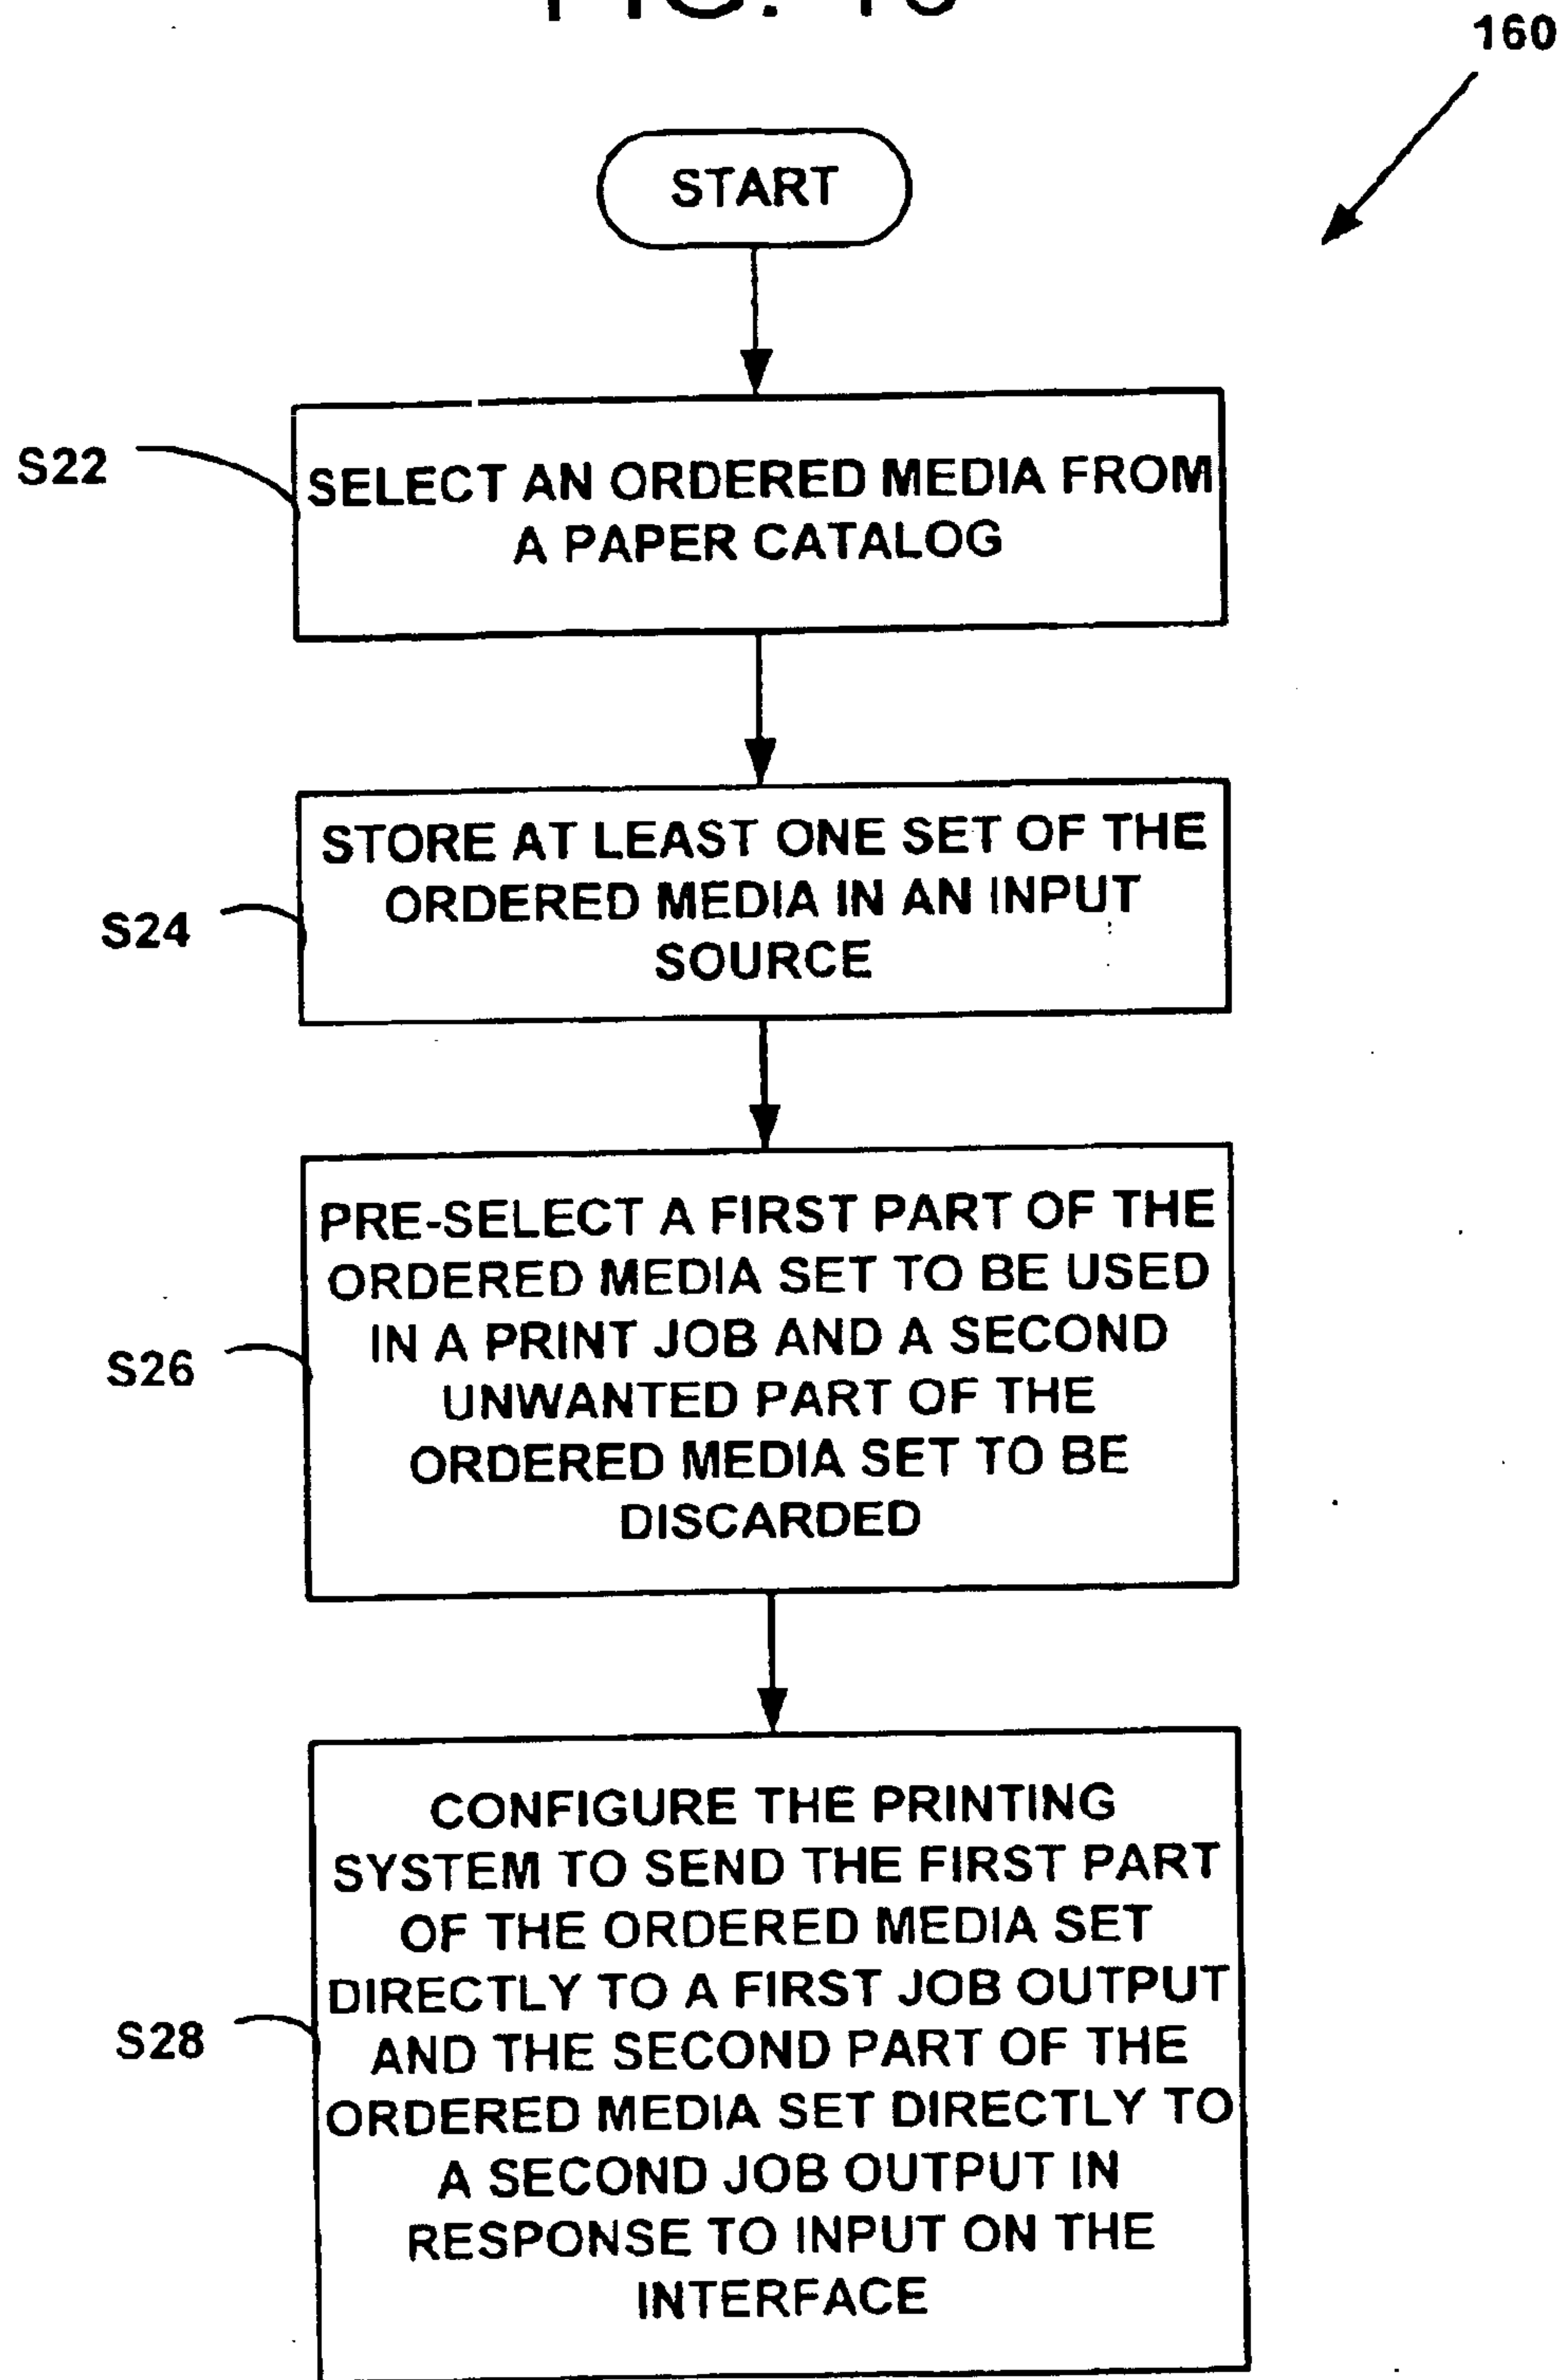 160
START
S22
SELECT AN ORDERED MEDIA FROM
A PAPER CATALOG
S24
STORE AT LEAST ONE SET OF THE
ORDERED MEDIA IN AN INPUT
SOURCE
S26
PRE-SELECT A FIRST PART OF THE
ORDERED MEDIA SET TO BE USED
IN A PRINT JOB AND A SECOND
UNWANTED PART OF THE
ORDERED MEDIA SET TO BE
DISCARDED
S28
CONFIGURE THE PRINTING
SYSTEM TO SEND THE FIRST PART
OF THE ORDERED MEDIA SET
DIRECTLY TO A FIRST JOB OUTPUT
AND THE SECOND PART OF THE
ORDERED MEDIA SET DIRECTLY TO
A SECOND JOB OUTPUT IN
RESPONSE TO INPUT ON THE
INTERFACE